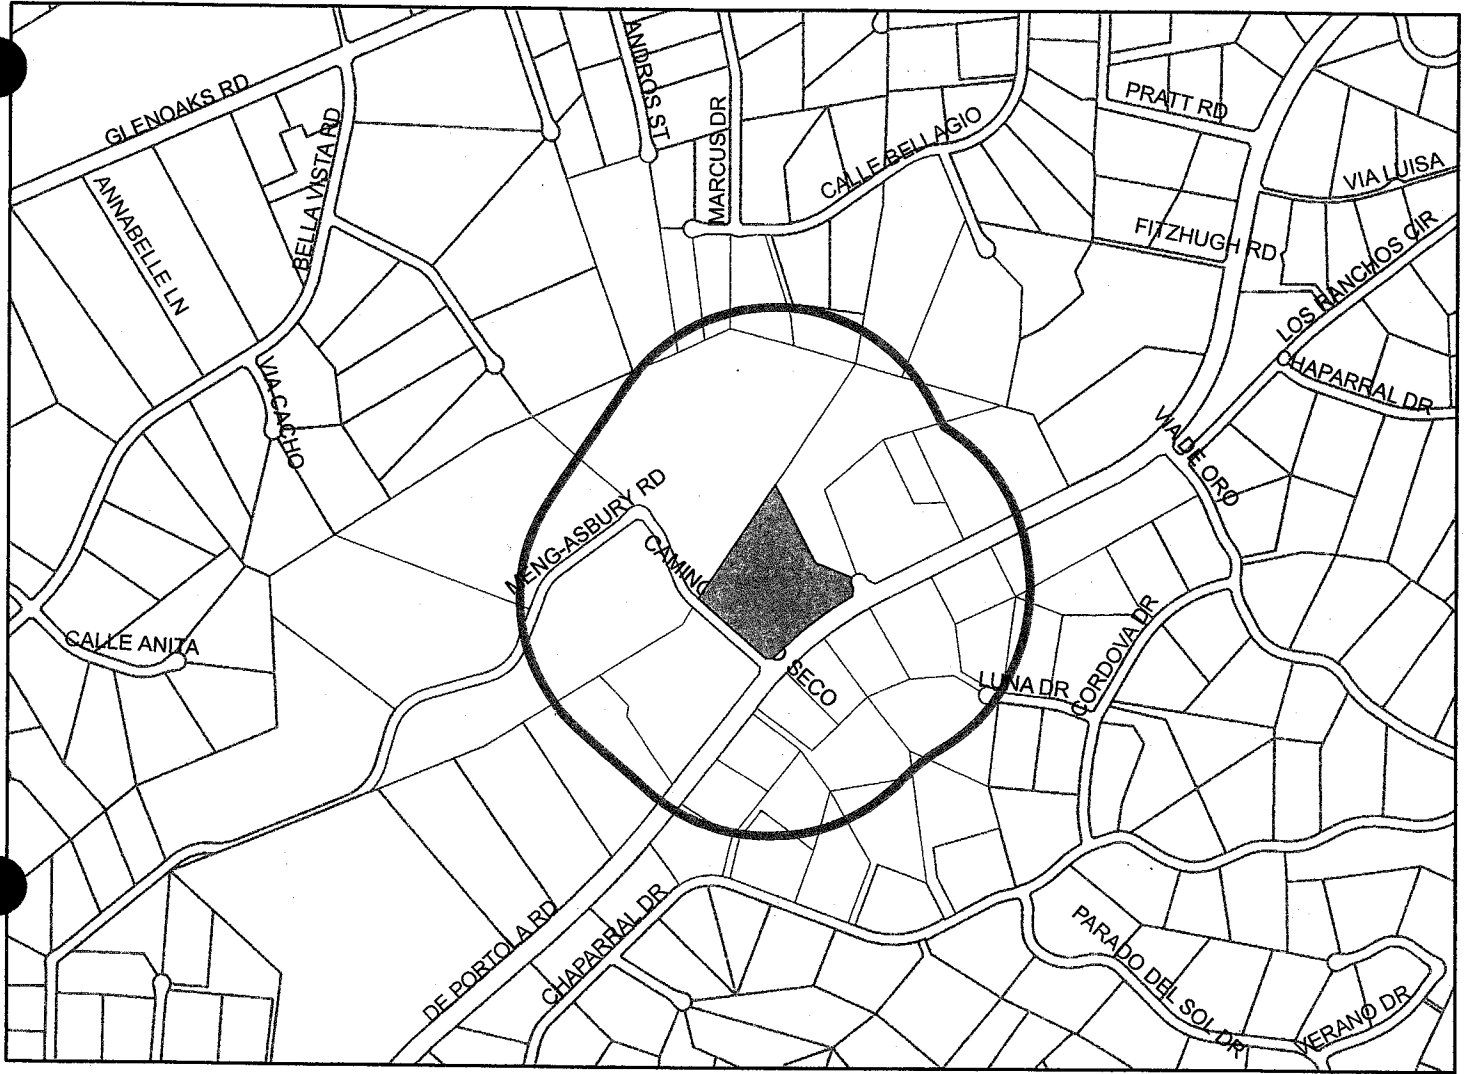 GLENOAKS RD
ANDROS ST
PRATT RD
MARCUS DR
CALLE BELLAGIO
BELLA VISTA RD
VIA LUISA
ANNABELLE LN
FITZHUGH RD
LOS RANCHOS CIR
VIA CACHO
CHAPARRAL DR
VIA DE ORO
MENG-ASBURY RD
CAMINO
SECO
CALLE ANITA
CORDOVA DR
LUNA DR
DE PORTOLA RD
CHAPARRAL DR
PARADO DEL SOL DR
XERANO DR